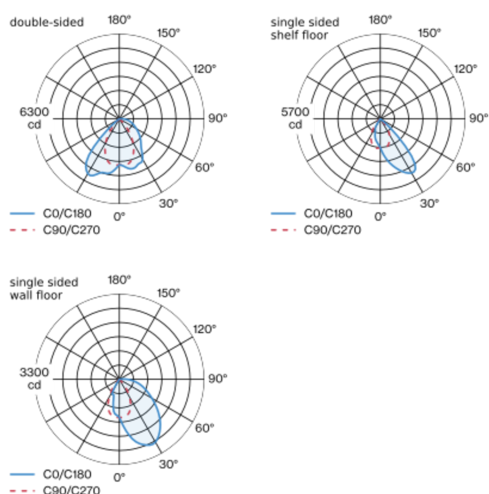 double-sided
180°
150°
120°
6300
cd
90°
60°
30°
0°
C0/C180
C90/C270
single sided
shelf floor
180°
150°
120°
5700
cd
90°
60°
30°
0°
C0/C180
C90/C270
single sided
wall floor
180°
150°
120°
3300
cd
90°
60°
30°
0°
C0/C180
C90/C270